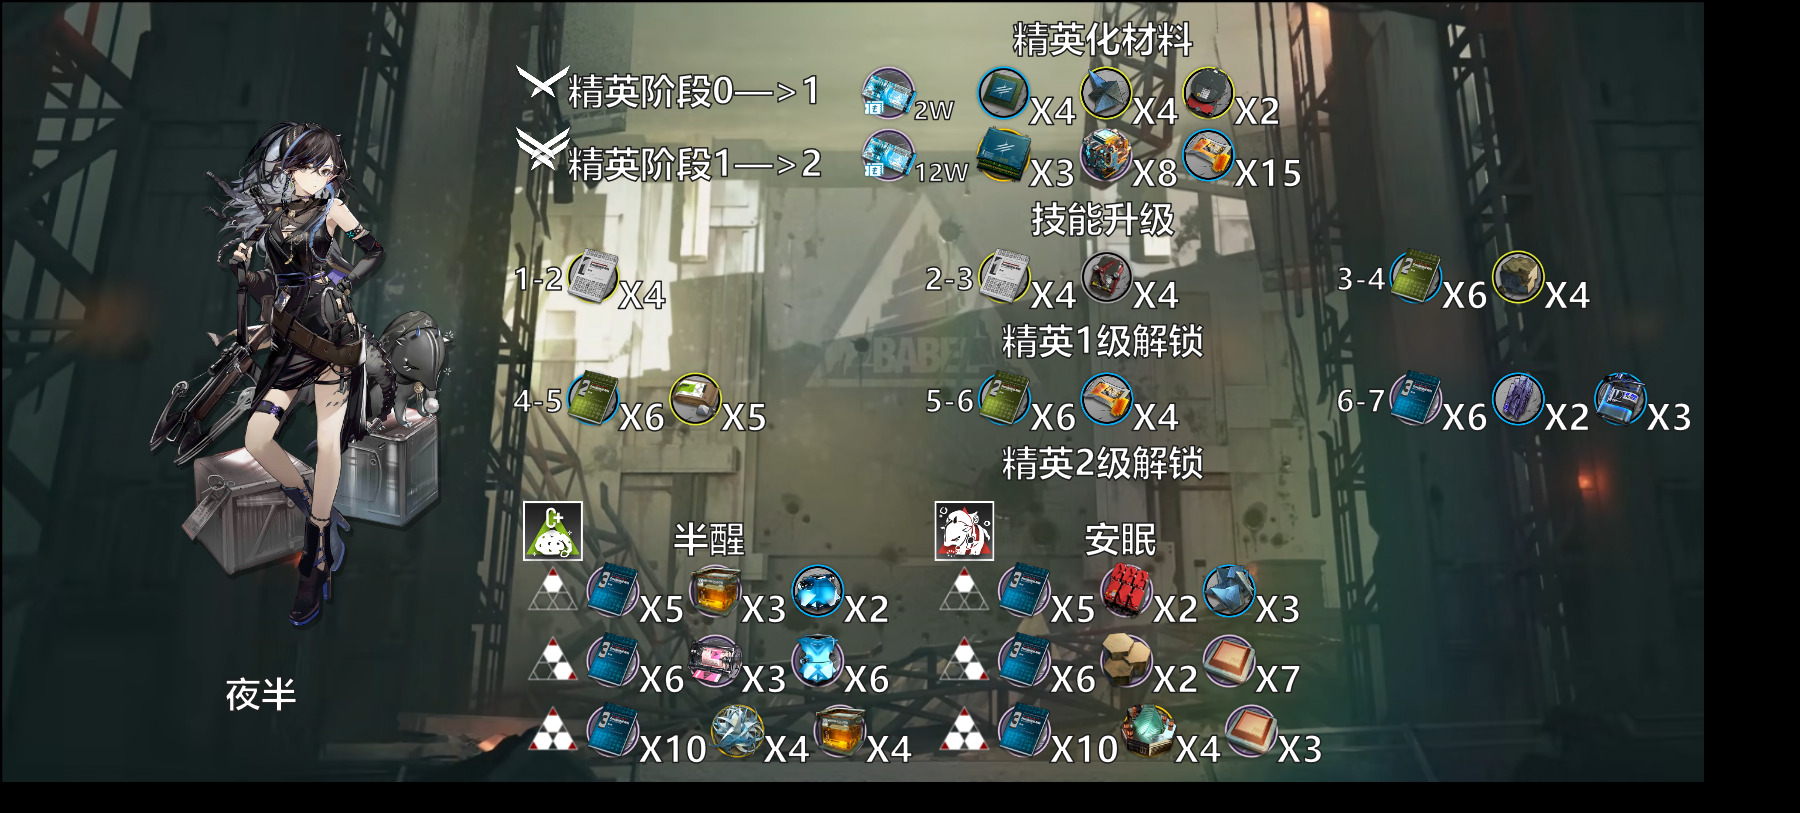 精英化材料
精英阶段0—>1 2W X4 X4 X2
精英阶段1—>2 12W X3 X8 X15
技能升级
1-2 X4 2-3 X4 X4 3-4 X6 X4
BABEL
精英1级解锁
4-5 X6 X5 5-6 X6 X4 6-7 X6 X2 X3
精英2级解锁
C+
半醒 安眠
X5 X3 X2 X5 X2 X3
X6 X3 X6 X6 X2 X7
夜半
X10 X4 X4 X10 X4 X3